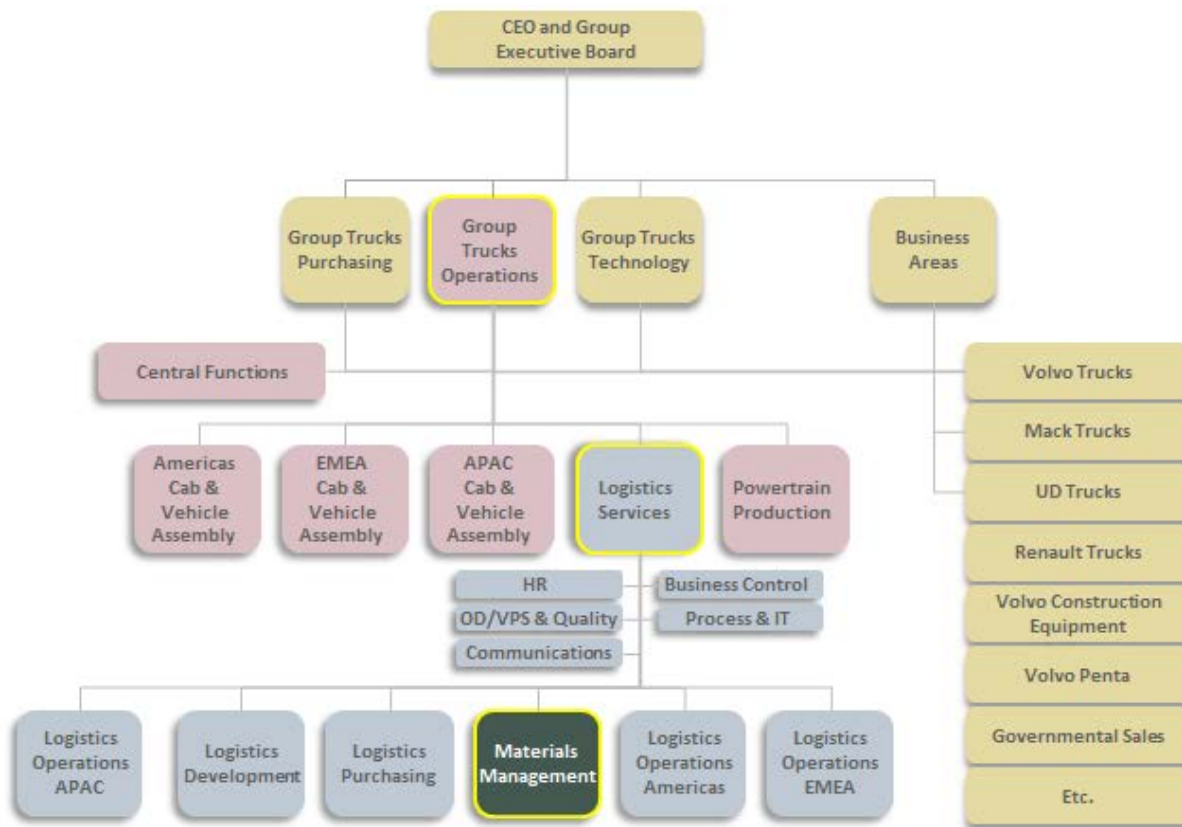 CEO and Group
Executive Board
Group Trucks
Purchasing
Group
Trucks
Operations
Group Trucks
Technology
Business
Areas
Central Functions
Volvo Trucks
Mack Trucks
UD Trucks
Renault Trucks
Volvo Construction
Equipment
Volvo Penta
Governmental Sales
Etc.
Americas
Cab &
Vehicle
Assembly
EMEA
Cab &
Vehicle
Assembly
APAC
Cab &
Vehicle
Assembly
Logistics
Services
Powertrain
Production
HR
Business Control
OD/VPS & Quality
Process & IT
Communications
Logistics
Operations
APAC
Logistics
Development
Logistics
Purchasing
Materials
Management
Logistics
Operations
Americas
Logistics
Operations
EMEA